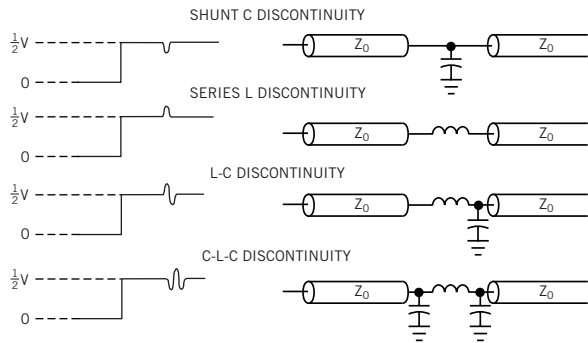 SHUNT C DISCONTINUITY
½V
0
Z₀
SERIES L DISCONTINUITY
½V
0
Z₀
L-C DISCONTINUITY
½V
0
Z₀
C-L-C DISCONTINUITY
½V
0
Z₀
Z₀
Z₀
Z₀
Z₀